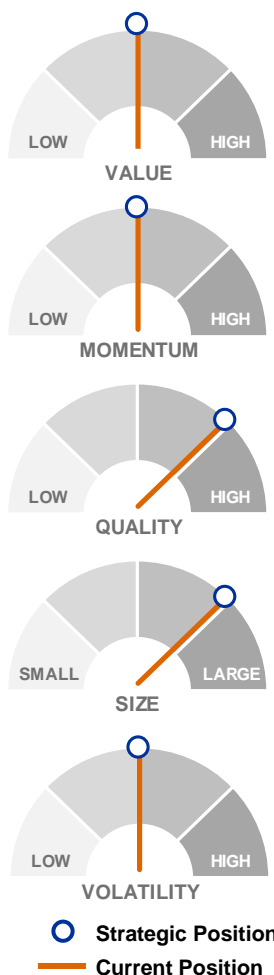 LOW HIGH
VALUE
LOW HIGH
MOMENTUM
LOW HIGH
QUALITY
SMALL LARGE
SIZE
LOW HIGH
VOLATILITY
Strategic Position
Current Position